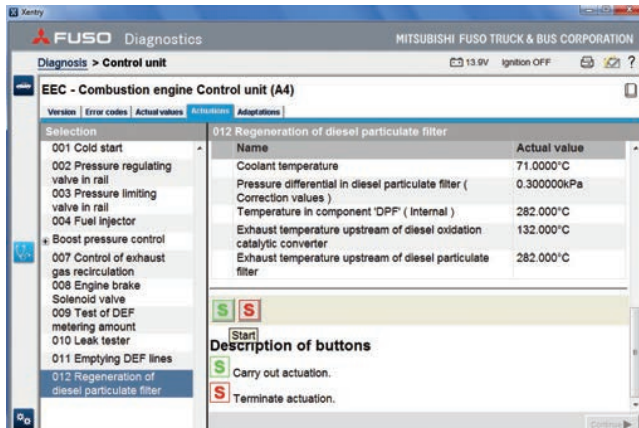 Xentry
FUSO Diagnostics
MITSUBISHI FUSO TRUCK & BUS CORPORATION
Diagnosis > Control unit
13.9V Ignition OFF
?
EEC - Combustion engine Control unit (A4)
Version Error codes Actual values Actuations Adaptations
Selection
001 Cold start
002 Pressure regulating
valve in rail
003 Pressure limiting
valve in rail
004 Fuel injector
Boost pressure control
007 Control of exhaust
gas recirculation
008 Engine brake
Solenoid valve
009 Test of DEF
metering amount
010 Leak tester
011 Emptying DEF lines
012 Regeneration of
diesel particulate filter
012 Regeneration of diesel particulate filter
Name Actual value
Coolant temperature 71.0000°C
Pressure differential in diesel particulate filter ( 0.300000kPa
Correction values )
Temperature in component 'DPF' ( Internal ) 282.000°C
Exhaust temperature upstream of diesel oxidation 132.000°C
catalytic converter
Exhaust temperature upstream of diesel particulate 282.000°C
filter
S S
Start
Description of buttons
S Carry out actuation.
S Terminate actuation.
Continue